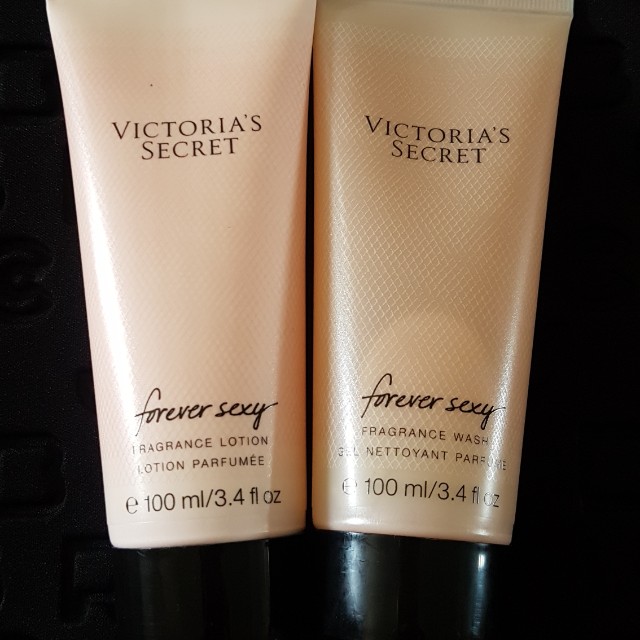 VICTORIA'S
SECRET
forever sexy
FRAGRANCE LOTION
LOTION PARFUMÉE
e 100 ml/3.4 fl oz
VICTORIA'S
SECRET
forever sexy
FRAGRANCE WASH
GEL NETTOYANT PARFUMÉ
e 100 ml/3.4 fl oz